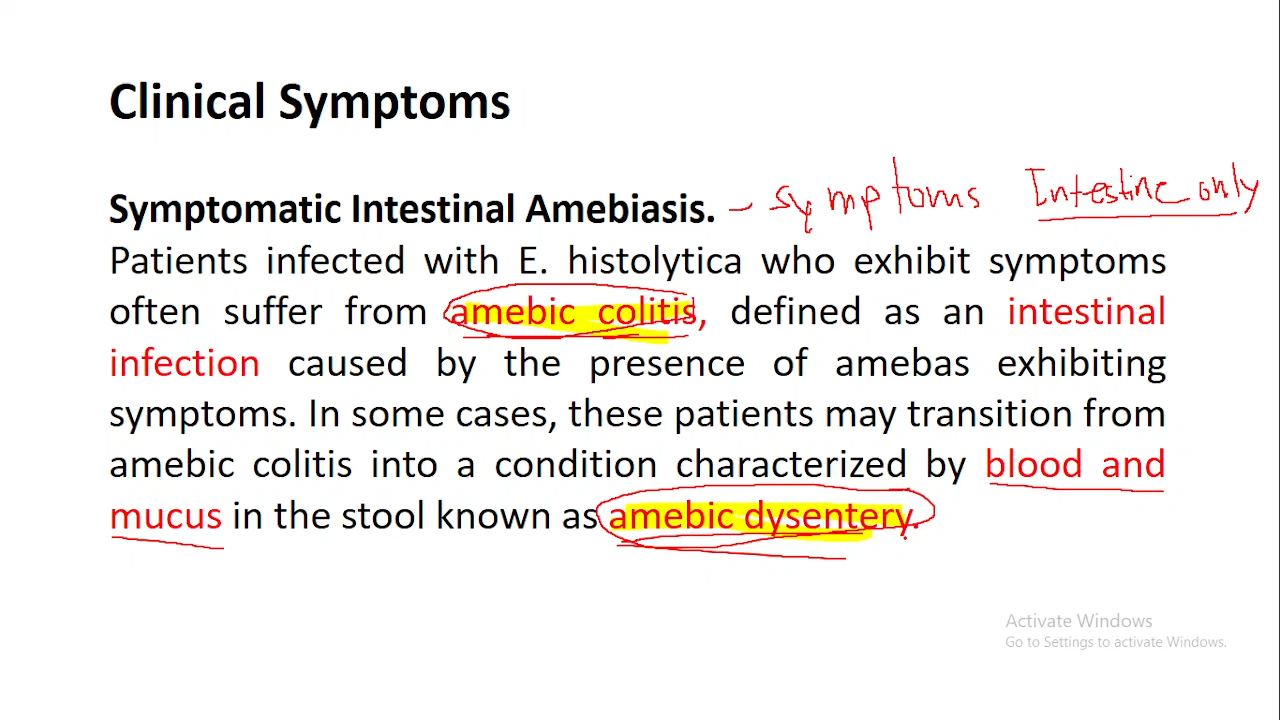 Clinical Symptoms
Symptomatic Intestinal Amebiasis. - symptoms Intestine only
Patients infected with E. histolytica who exhibit symptoms
often suffer from amebic colitis, defined as an intestinal
infection caused by the presence of amebas exhibiting
symptoms. In some cases, these patients may transition from
amebic colitis into a condition characterized by blood and
mucus in the stool known as amebic dysentery.
Activate Windows
Go to Settings to activate Windows.